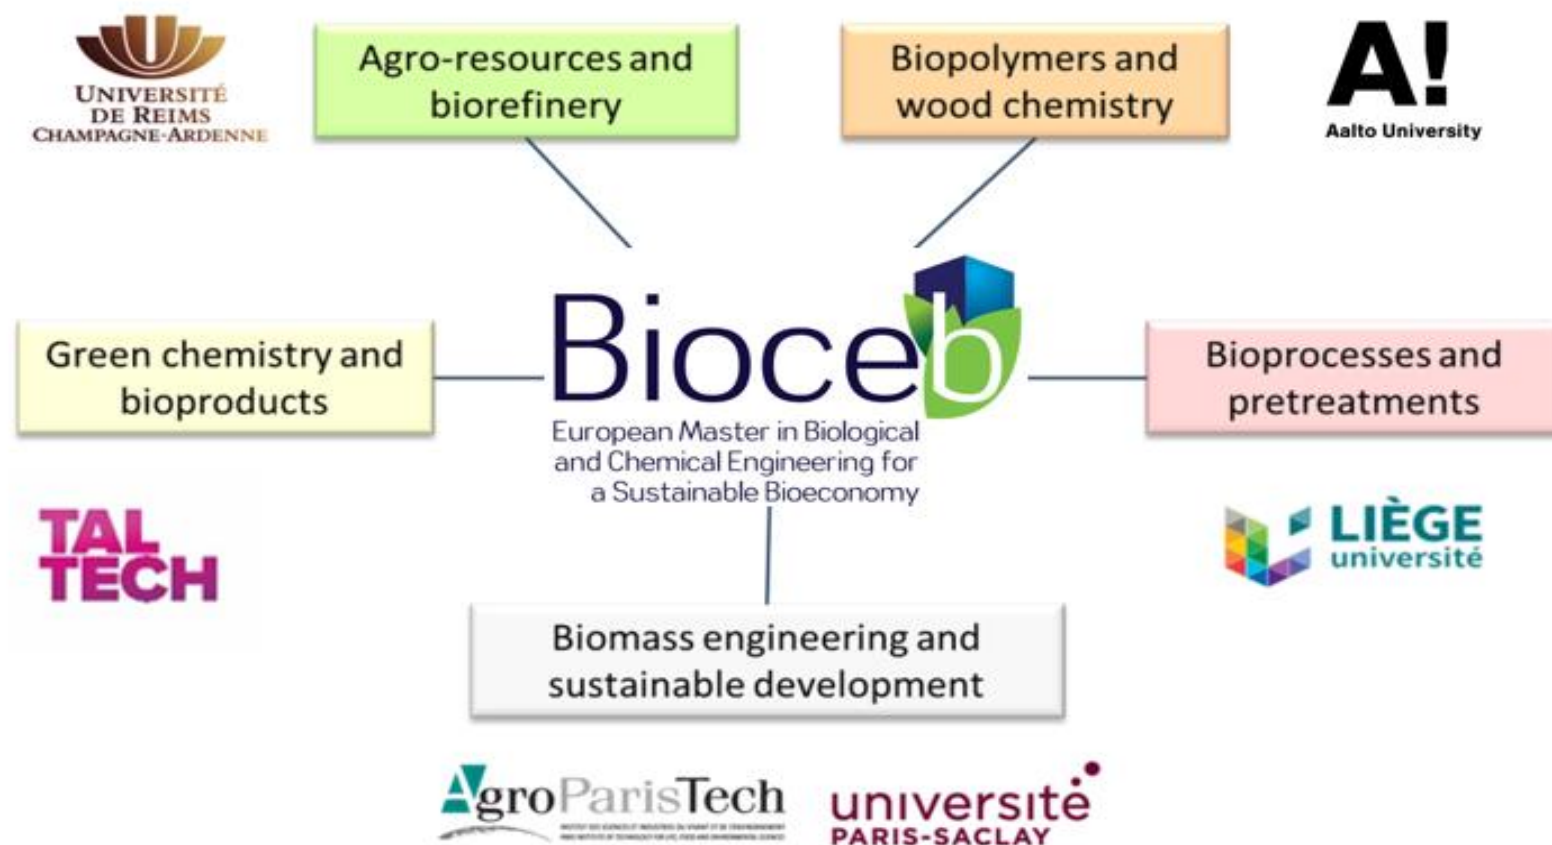 UNIVERSITÉ
DE REIMS
CHAMPAGNE-ARDENNE
Agro-resources and
biorefinery
Biopolymers and
wood chemistry
A!
Aalto University
Green chemistry and
bioproducts
Bioceb
European Master in Biological
and Chemical Engineering for
a Sustainable Bioeconomy
Bioprocesses and
pretreatments
TAL
TECH
LIÈGE
université
Biomass engineering and
sustainable development
AgroParisTech
université
PARIS-SACLAY